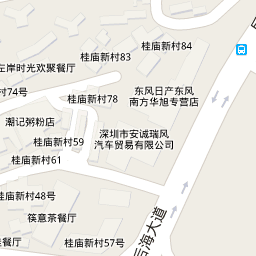 桂庙新村84
桂庙新村83
左岸时光欢聚餐厅
东风日产东风
南方华旭专营店
村74号
桂庙新村78
潮记粥粉店
深圳市安诚瑞风
汽车贸易有限公司
桂庙新村59
庙新村61
新村48号
筷意茶餐厅
餐厅
桂庙新村57号
后海大道